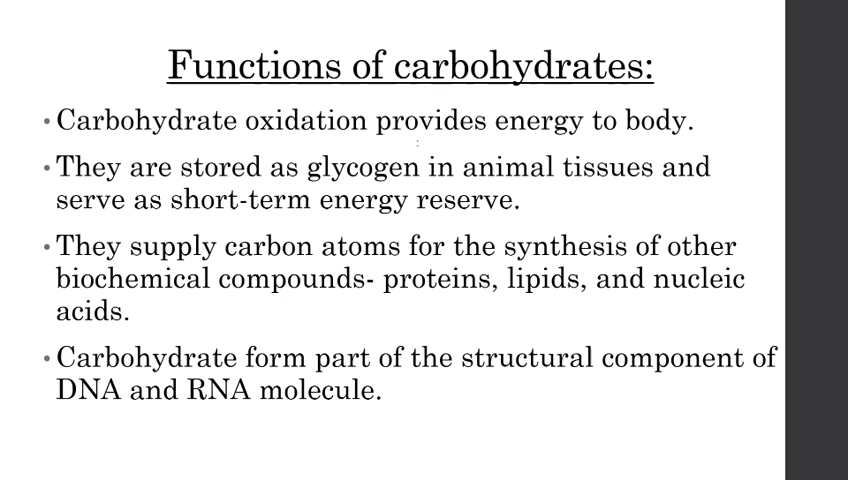 Functions of carbohydrates:
• Carbohydrate oxidation provides energy to body.
• They are stored as glycogen in animal tissues and
serve as short-term energy reserve.
• They supply carbon atoms for the synthesis of other
biochemical compounds- proteins, lipids, and nucleic
acids.
• Carbohydrate form part of the structural component of
DNA and RNA molecule.